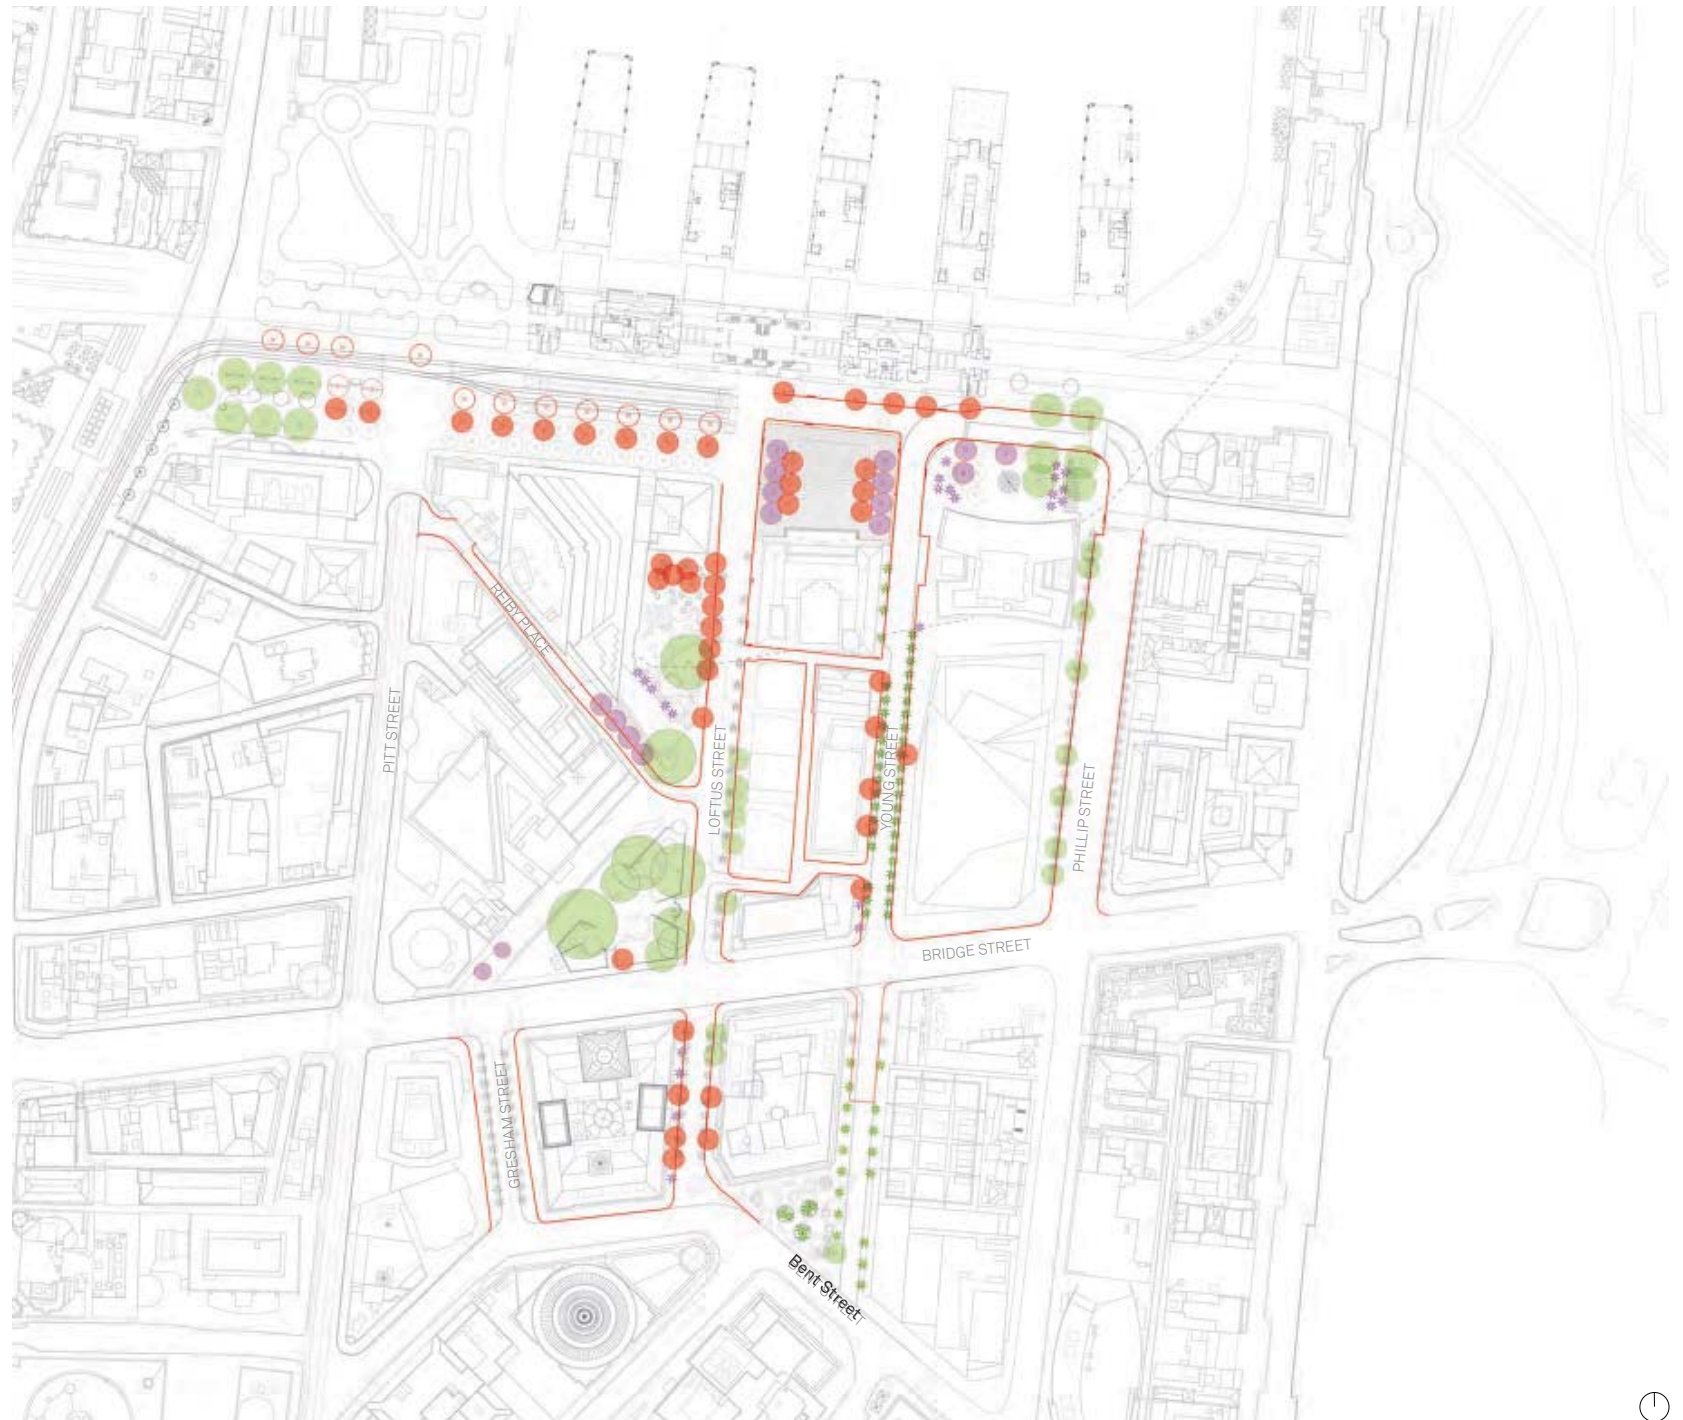 REIBY PLACE
PITT STREET
LOFTUS STREET
YOUNG STREET
PHILLIP STREET
BRIDGE STREET
GRESHAM STREET
Bent Street